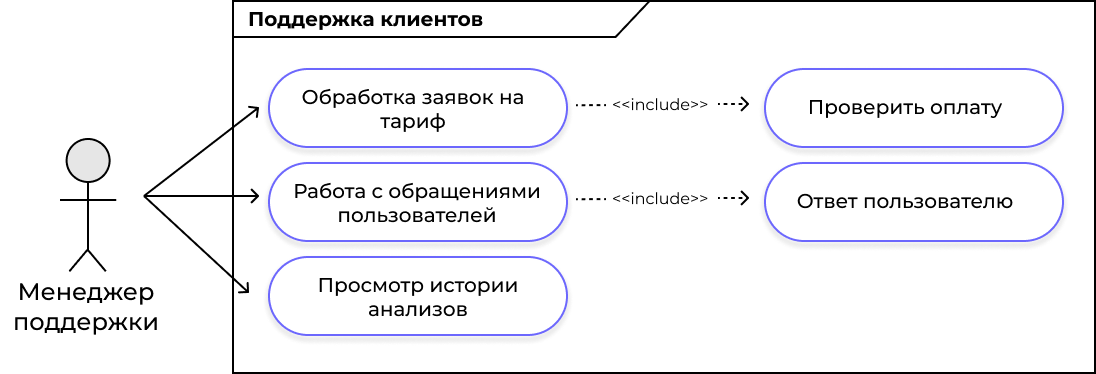 Поддержка клиентов
Обработка заявок на
тариф
<<include>>
Проверить оплату
Работа с обращениями
пользователей
<<include>>
Ответ пользователю
Просмотр истории
анализов
Менеджер
поддержки